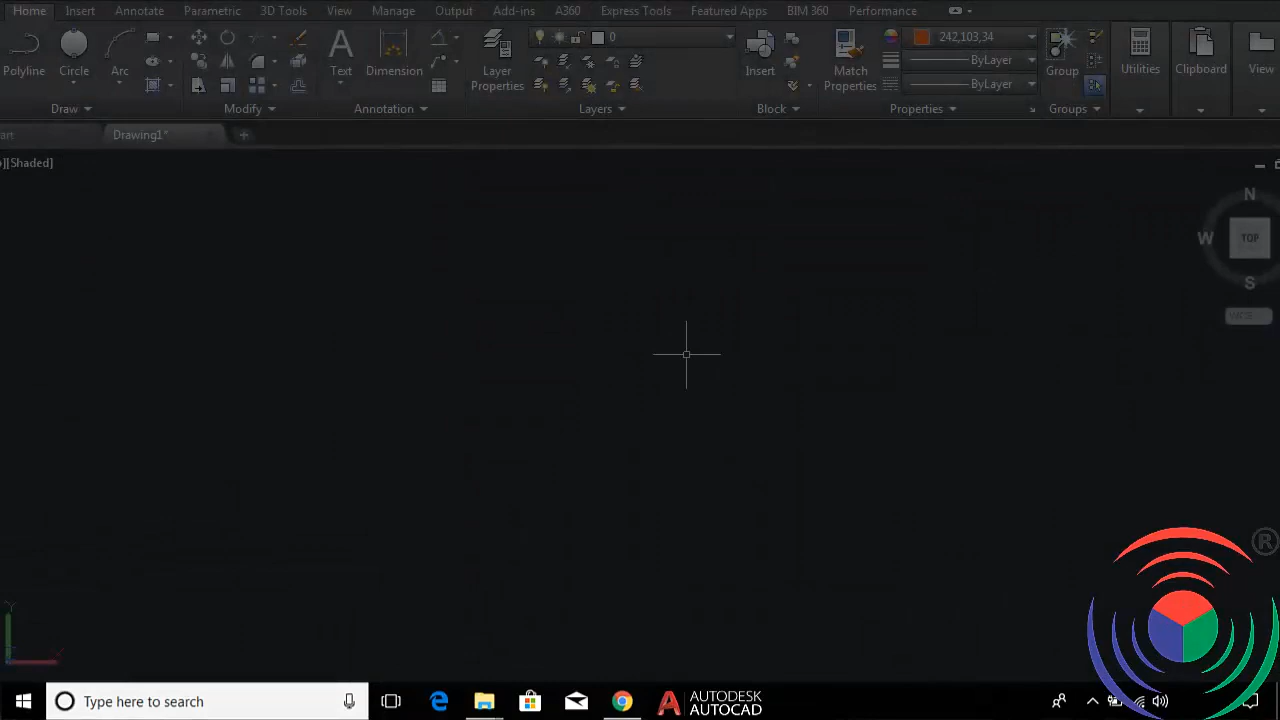 Home Insert Annotate Parametric 3D Tools View Manage Output Add-ins A360 Express Tools Featured Apps BIM 360 Performance
0 242,103,34
ByLayer
Polyline Circle Arc Text Dimension Layer Properties Insert Match Properties Group Utilities Clipboard View
ByLayer
Draw Modify Annotation Layers Block Properties Groups
art Drawing1*
][Shaded]
N
W TOP
S
WCS
®
Y
X
Type here to search
AUTODESK
AUTOCAD